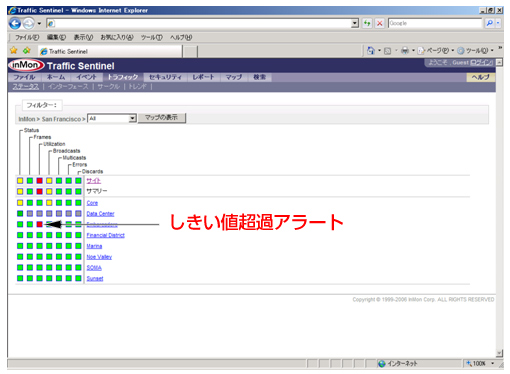 Traffic Sentinel - Windows Internet Explorer
Google
ファイル(F) 編集(E) 表示(V) お気に入り(A) ツール(T) ヘルプ(H)
Traffic Sentinel
ページ(P) ツール(O)
inMon Traffic Sentinel
ようこそ Guest ログイン
ファイル ホーム イベント トラフィック セキュリティ レポート マップ 検索 ヘルプ
ステータス | インターフェース | サークル | トレンド |
フィルター:
InMon > San Francisco > All マップの表示
Status
Frames
Utilization
Broadcasts
Multicasts
Errors
Discards
サイト
サマリー
Core
Data Center
しきい値超過アラート
Financial District
Marina
Noe Valley
SOMA
Sunset
Copyright © 1999-2006 InMon Corp. ALL RIGHTS RESERVED
インターネット 100%